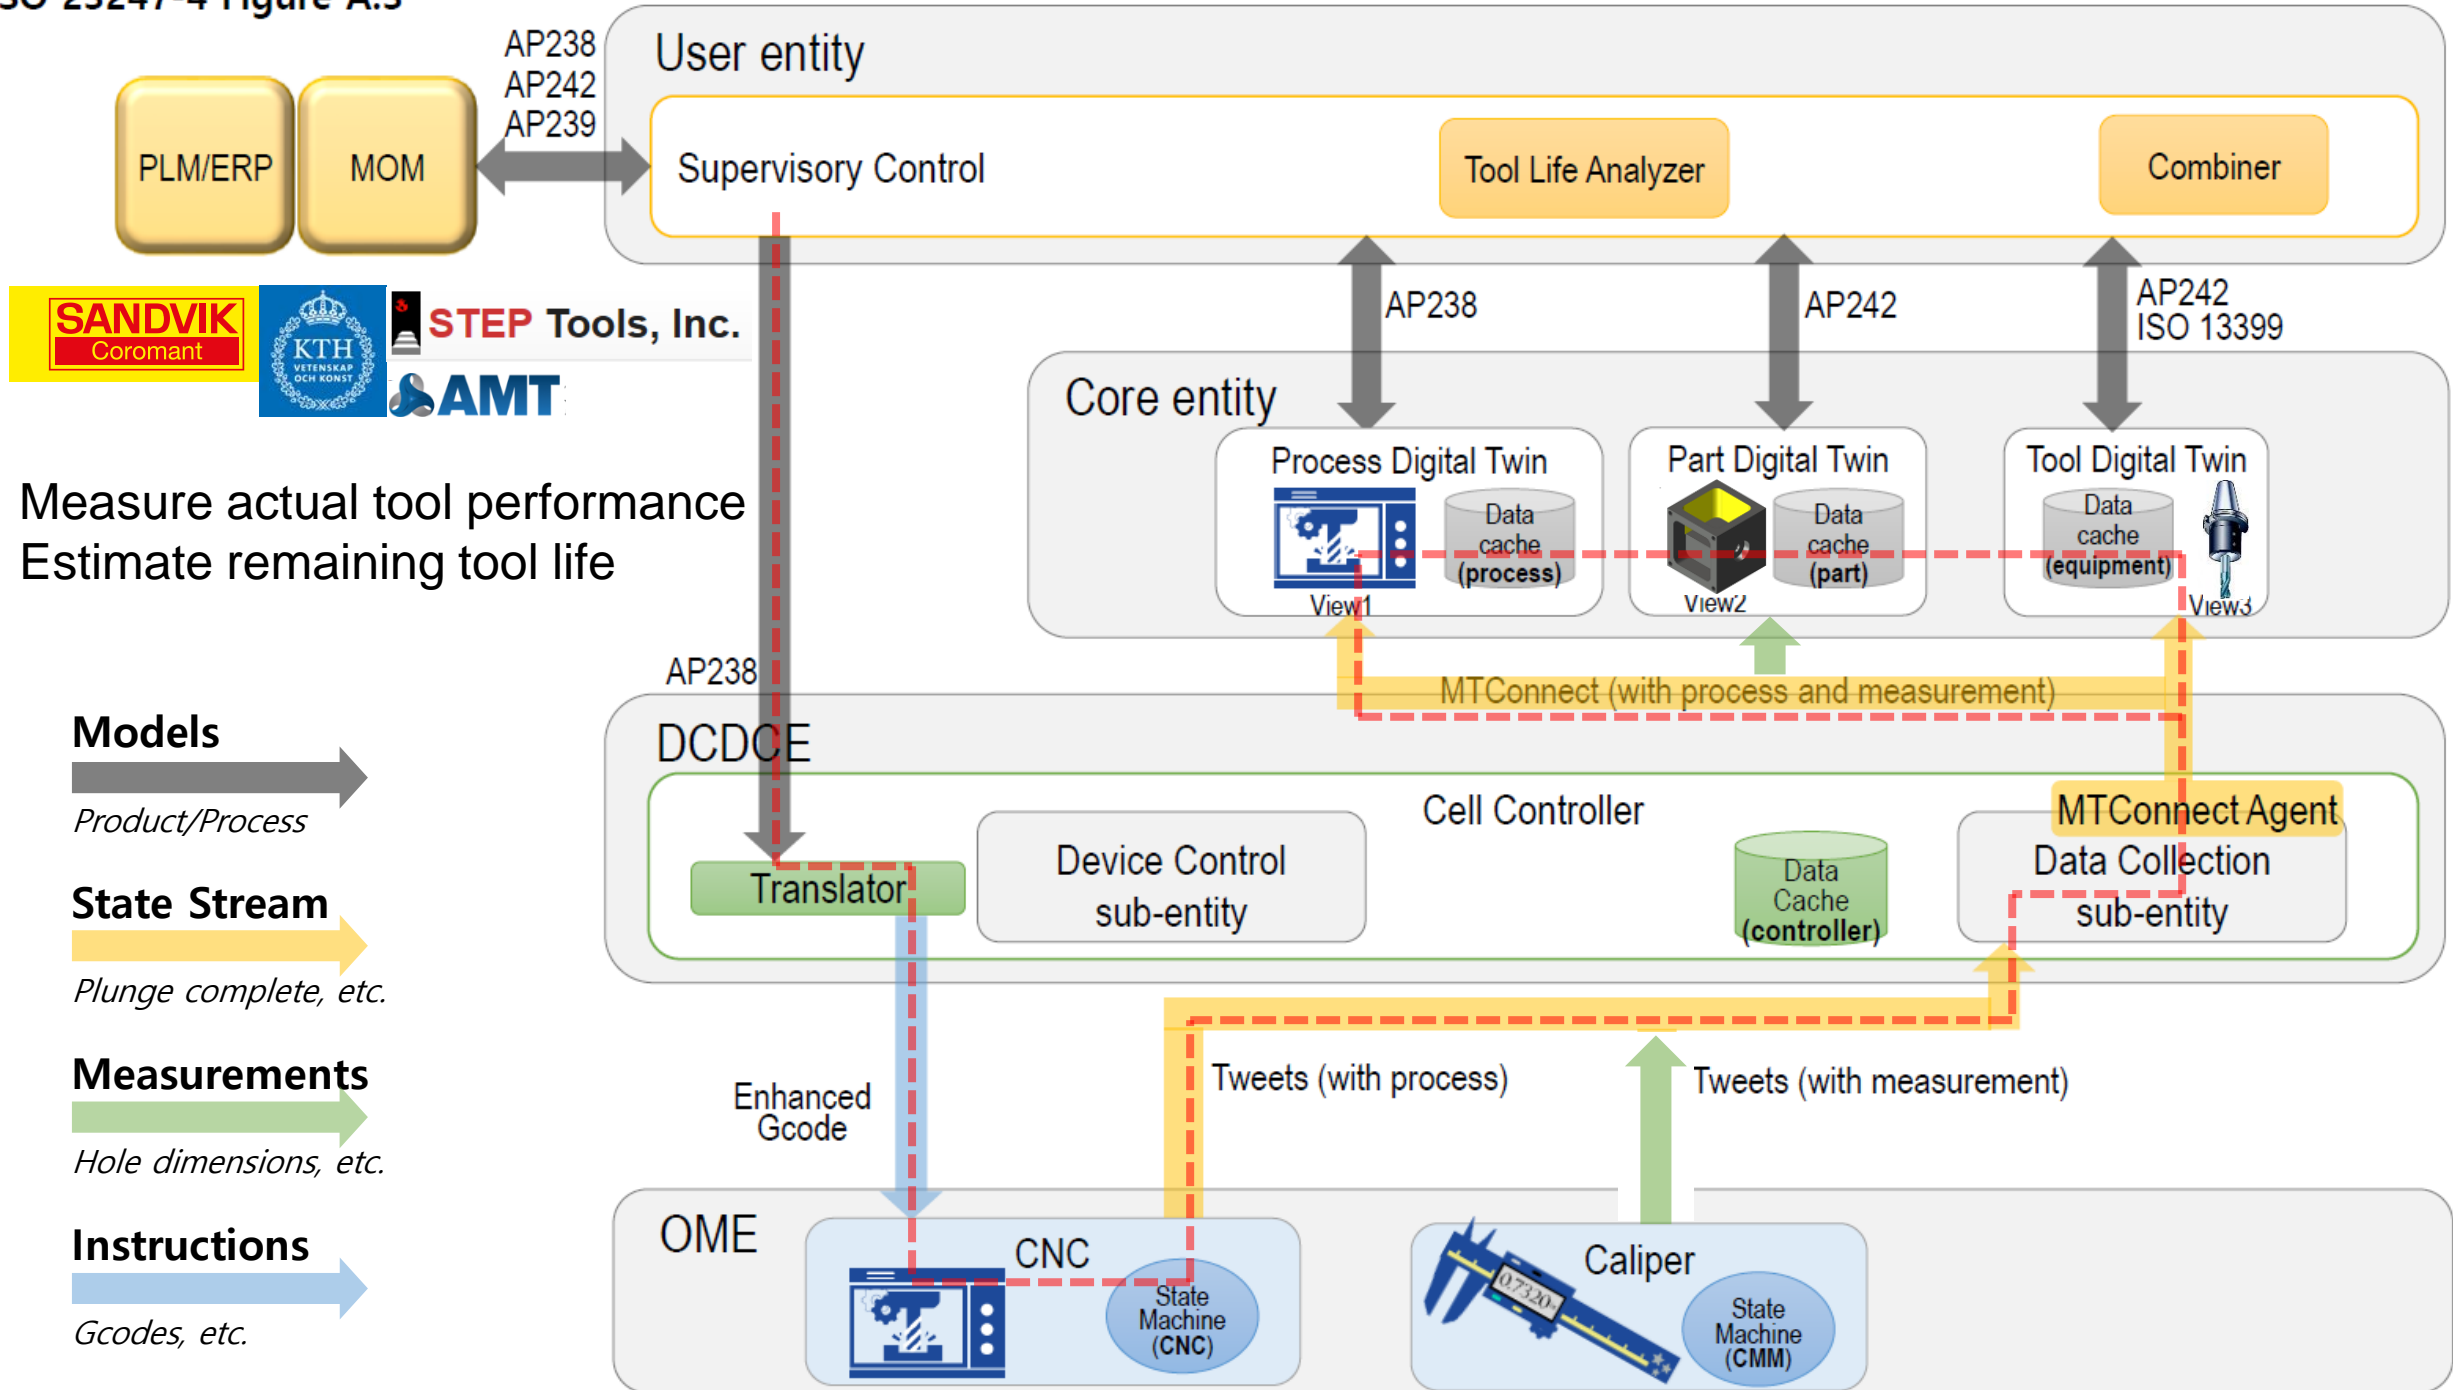 ISO 23247-4 Figure A.3
AP238
AP242
AP239
User entity
PLM/ERP
MOM
Supervisory Control
Tool Life Analyzer
Combiner
SANDVIK
Coromant
KTH
VETENSKAP
OCH KONST
STEP Tools, Inc.
AMT
AP238
AP242
AP242
ISO 13399
Core entity
Process Digital Twin
Data
cache
(process)
View1
Part Digital Twin
Data
cache
(part)
View2
Tool Digital Twin
Data
cache
(equipment)
View3
Measure actual tool performance
Estimate remaining tool life
AP238
MTConnect (with process and measurement)
DCDCE
Cell Controller
MTConnect Agent
Translator
Device Control
sub-entity
Data
Cache
(controller)
Data Collection
sub-entity
Models
Product/Process
State Stream
Plunge complete, etc.
Measurements
Hole dimensions, etc.
Instructions
Gcodes, etc.
Enhanced
Gcode
Tweets (with process)
Tweets (with measurement)
OME
CNC
State
Machine
(CNC)
Caliper
0.7320
State
Machine
(CMM)